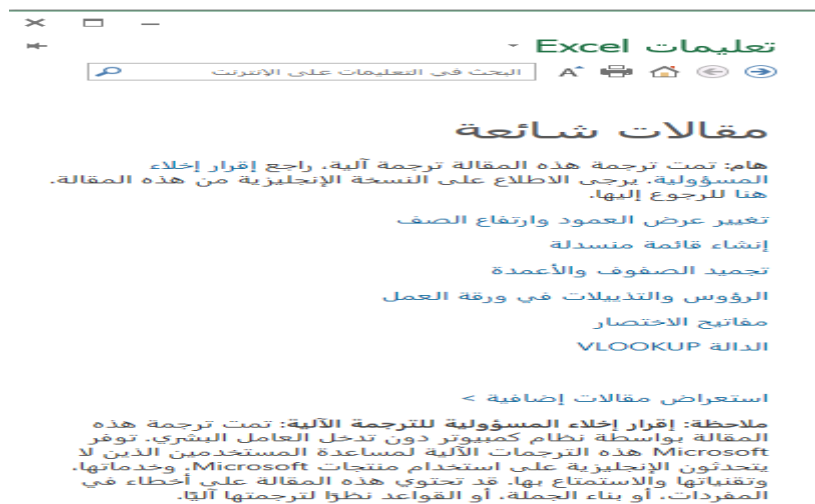 تعليمات Excel
البحث في التعليمات على الانترنت
مقالات شائعة
هام: تمت ترجمة هذه المقالة ترجمة آلية. راجع إقرار إخلاء
المسؤولية. يرجى الاطلاع على النسخة الإنجليزية من هذه المقالة.
هنا للرجوع إليها.
تغيير عرض العمود وارتفاع الصف
إنشاء قائمة منسدلة
تجميد الصفوف والأعمدة
الرؤوس والتذييلات في ورقة العمل
مفاتيح الاختصار
الدالة VLOOKUP
استعراض مقالات إضافية >
ملاحظة: إقرار إخلاء المسؤولية للترجمة الآلية: تمت ترجمة هذه
المقالة بواسطة نظام كمبيوتر دون تدخل العامل البشري. توفر
Microsoft هذه الترجمات الآلية لمساعدة المستخدمين الذين لا
يتحدثون الإنجليزية على استخدام منتجات Microsoft، وخدماتها.
وتقنياتها والاستمتاع بها. قد تحتوي هذه المقالة على أخطاء في
المفردات، أو بناء الجملة، أو القواعد نظرًا لترجمتها آليًا.